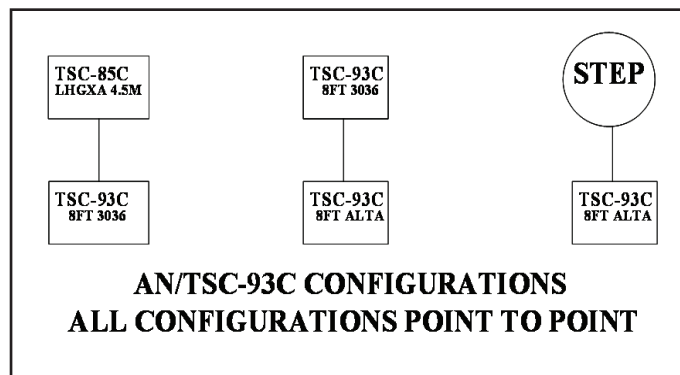 TSC-85C
LHGXA 4.5M
TSC-93C
8FT 3036
TSC-93C
8FT 3036
TSC-93C
8FT ALTA
STEP
TSC-93C
8FT ALTA
AN/TSC-93C CONFIGURATIONS
ALL CONFIGURATIONS POINT TO POINT